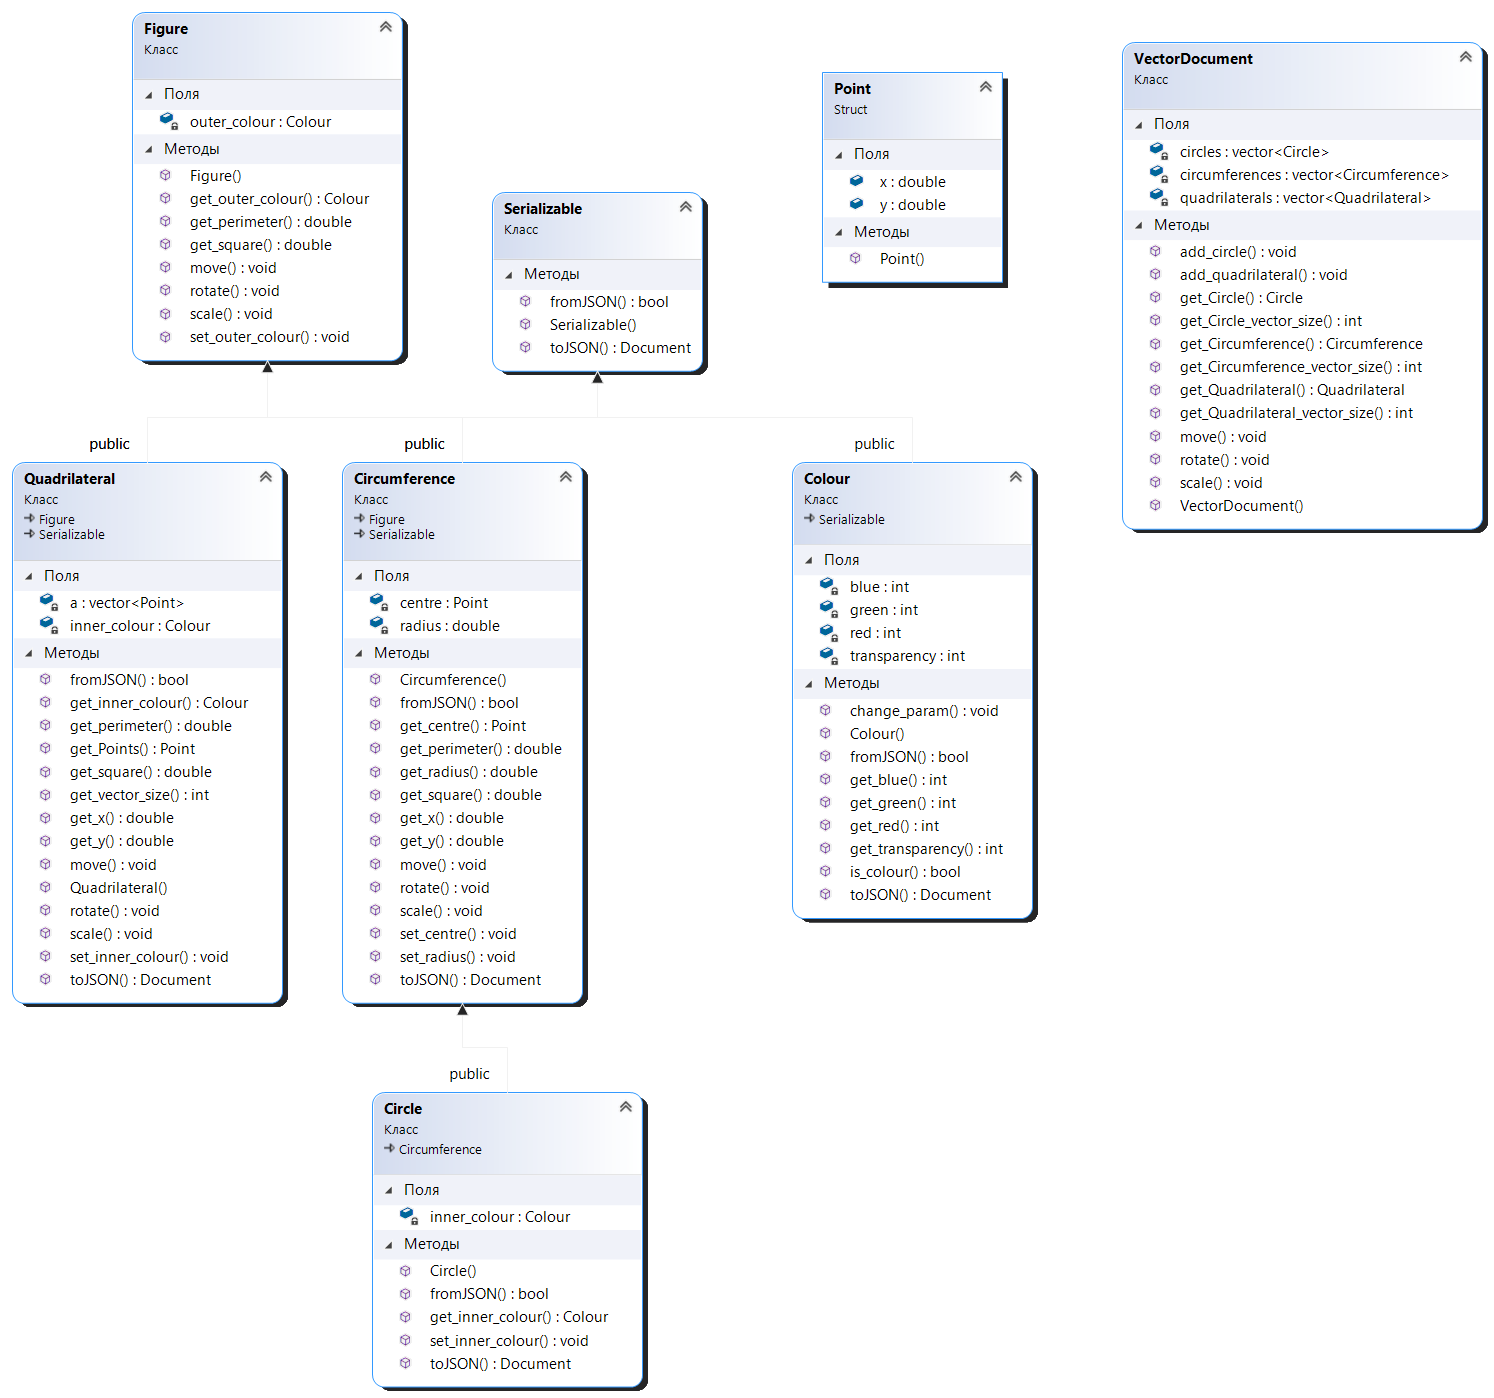 Figure
Класс
Поля
outer_colour : Colour
Методы
Figure()
get_outer_colour() : Colour
get_perimeter() : double
get_square() : double
move() : void
rotate() : void
scale() : void
set_outer_colour() : void
Serializable
Класс
Методы
fromJSON() : bool
Serializable()
toJSON() : Document
Point
Struct
Поля
x : double
y : double
Методы
Point()
VectorDocument
Класс
Поля
circles : vector<Circle>
circumferences : vector<Circumference>
quadrilaterals : vector<Quadrilateral>
Методы
add_circle() : void
add_quadrilateral() : void
get_Circle() : Circle
get_Circle_vector_size() : int
get_Circumference() : Circumference
get_Circumference_vector_size() : int
get_Quadrilateral() : Quadrilateral
get_Quadrilateral_vector_size() : int
move() : void
rotate() : void
scale() : void
VectorDocument()
public
public
public
Quadrilateral
Класс
Figure
Serializable
Поля
a : vector<Point>
inner_colour : Colour
Методы
fromJSON() : bool
get_inner_colour() : Colour
get_perimeter() : double
get_Points() : Point
get_square() : double
get_vector_size() : int
get_x() : double
get_y() : double
move() : void
Quadrilateral()
rotate() : void
scale() : void
set_inner_colour() : void
toJSON() : Document
Circumference
Класс
Figure
Serializable
Поля
centre : Point
radius : double
Методы
Circumference()
fromJSON() : bool
get_centre() : Point
get_perimeter() : double
get_radius() : double
get_square() : double
get_x() : double
get_y() : double
move() : void
rotate() : void
scale() : void
set_centre() : void
set_radius() : void
toJSON() : Document
Colour
Класс
Serializable
Поля
blue : int
green : int
red : int
transparency : int
Методы
change_param() : void
Colour()
fromJSON() : bool
get_blue() : int
get_green() : int
get_red() : int
get_transparency() : int
is_colour() : bool
toJSON() : Document
public
Circle
Класс
Circumference
Поля
inner_colour : Colour
Методы
Circle()
fromJSON() : bool
get_inner_colour() : Colour
set_inner_colour() : void
toJSON() : Document